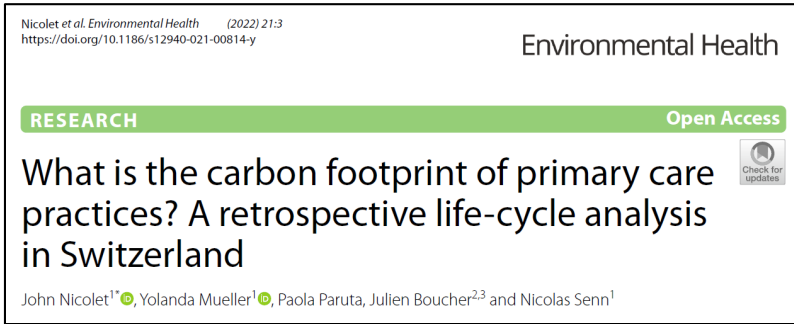 Nicolet et al. Environmental Health (2022) 21:3
https://doi.org/10.1186/s12940-021-00814-y
Environmental Health
RESEARCH
Open Access
Check for
updates
What is the carbon footprint of primary care
practices? A retrospective life-cycle analysis
in Switzerland
John Nicolet1*, Yolanda Mueller1, Paola Paruta, Julien Boucher2,3 and Nicolas Senn1